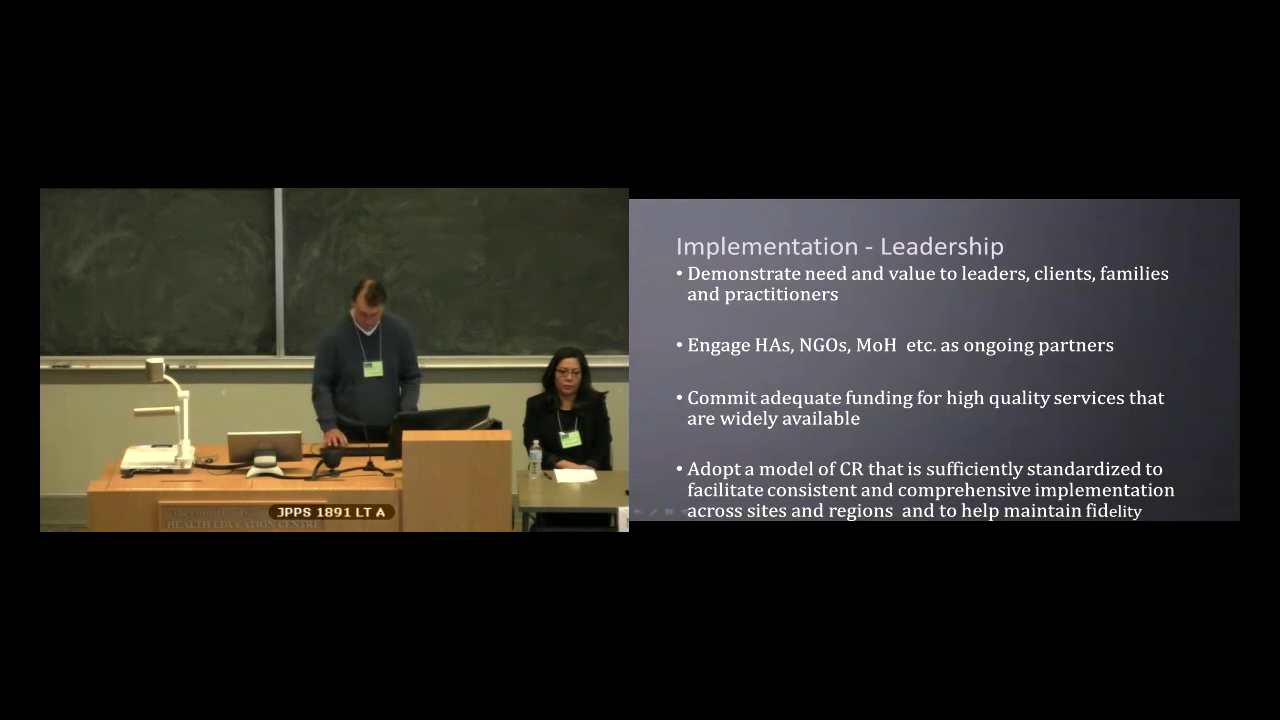 Implementation - Leadership
• Demonstrate need and value to leaders, clients, families
and practitioners
• Engage HAs, NGOs, MoH etc. as ongoing partners
• Commit adequate funding for high quality services that
are widely available
• Adopt a model of CR that is sufficiently standardized to
facilitate consistent and comprehensive implementation
across sites and regions and to help maintain fidelity
JPPS 1891 LT A
HEALTH EDUCATION CENTRE